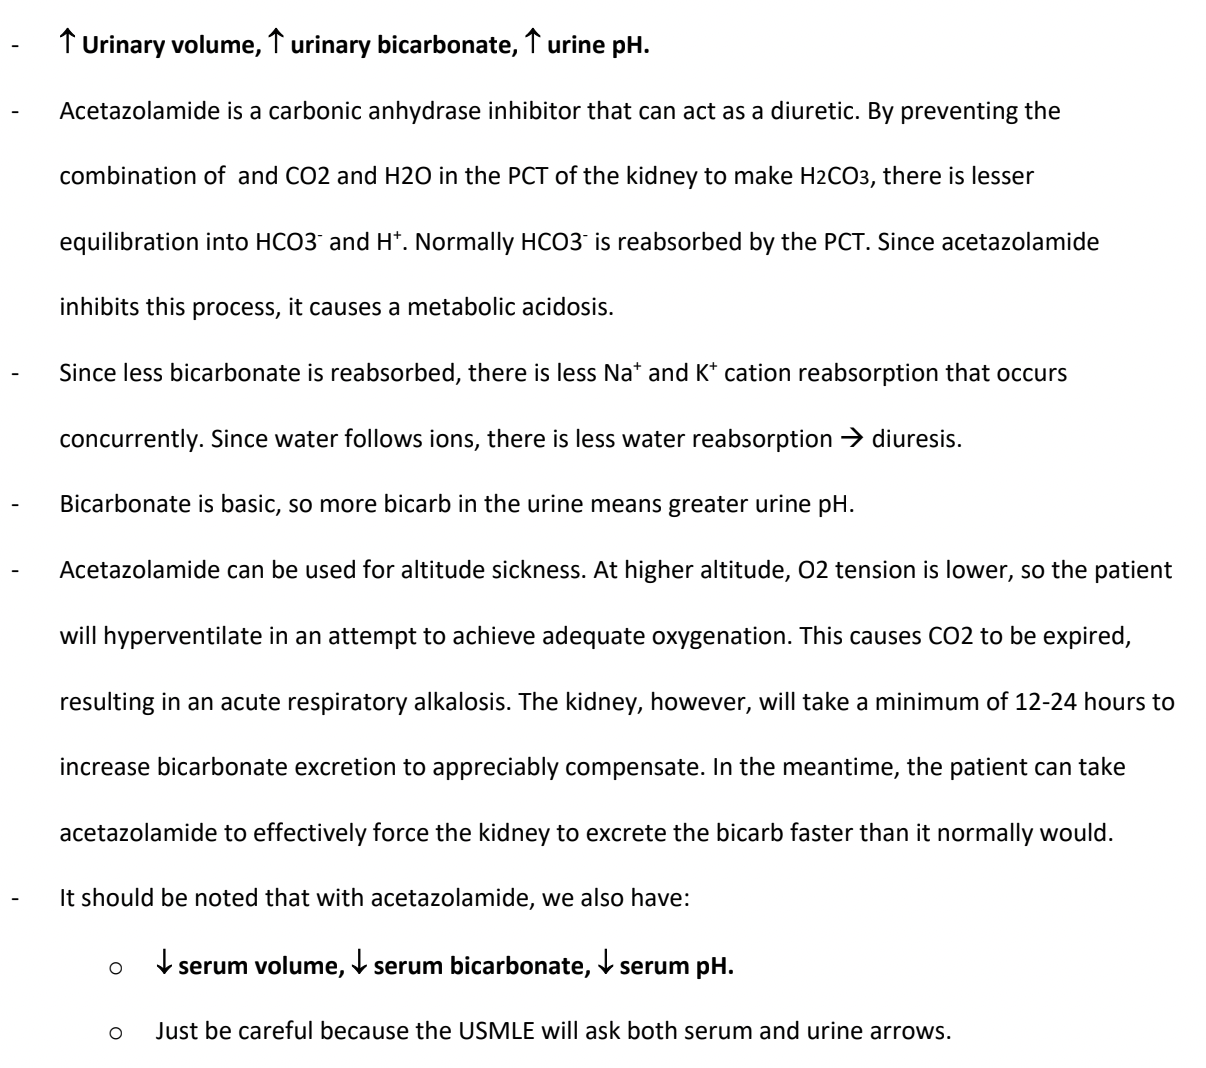 - ↑ Urinary volume, ↑ urinary bicarbonate, ↑ urine pH.
- Acetazolamide is a carbonic anhydrase inhibitor that can act as a diuretic. By preventing the
combination of  and CO2 and H2O in the PCT of the kidney to make H2CO3, there is lesser
equilibration into HCO3⁻ and H⁺. Normally HCO3⁻ is reabsorbed by the PCT. Since acetazolamide
inhibits this process, it causes a metabolic acidosis.
- Since less bicarbonate is reabsorbed, there is less Na⁺ and K⁺ cation reabsorption that occurs
concurrently. Since water follows ions, there is less water reabsorption → diuresis.
- Bicarbonate is basic, so more bicarb in the urine means greater urine pH.
- Acetazolamide can be used for altitude sickness. At higher altitude, O2 tension is lower, so the patient
will hyperventilate in an attempt to achieve adequate oxygenation. This causes CO2 to be expired,
resulting in an acute respiratory alkalosis. The kidney, however, will take a minimum of 12-24 hours to
increase bicarbonate excretion to appreciably compensate. In the meantime, the patient can take
acetazolamide to effectively force the kidney to excrete the bicarb faster than it normally would.
- It should be noted that with acetazolamide, we also have:
o ↓ serum volume, ↓ serum bicarbonate, ↓ serum pH.
o Just be careful because the USMLE will ask both serum and urine arrows.